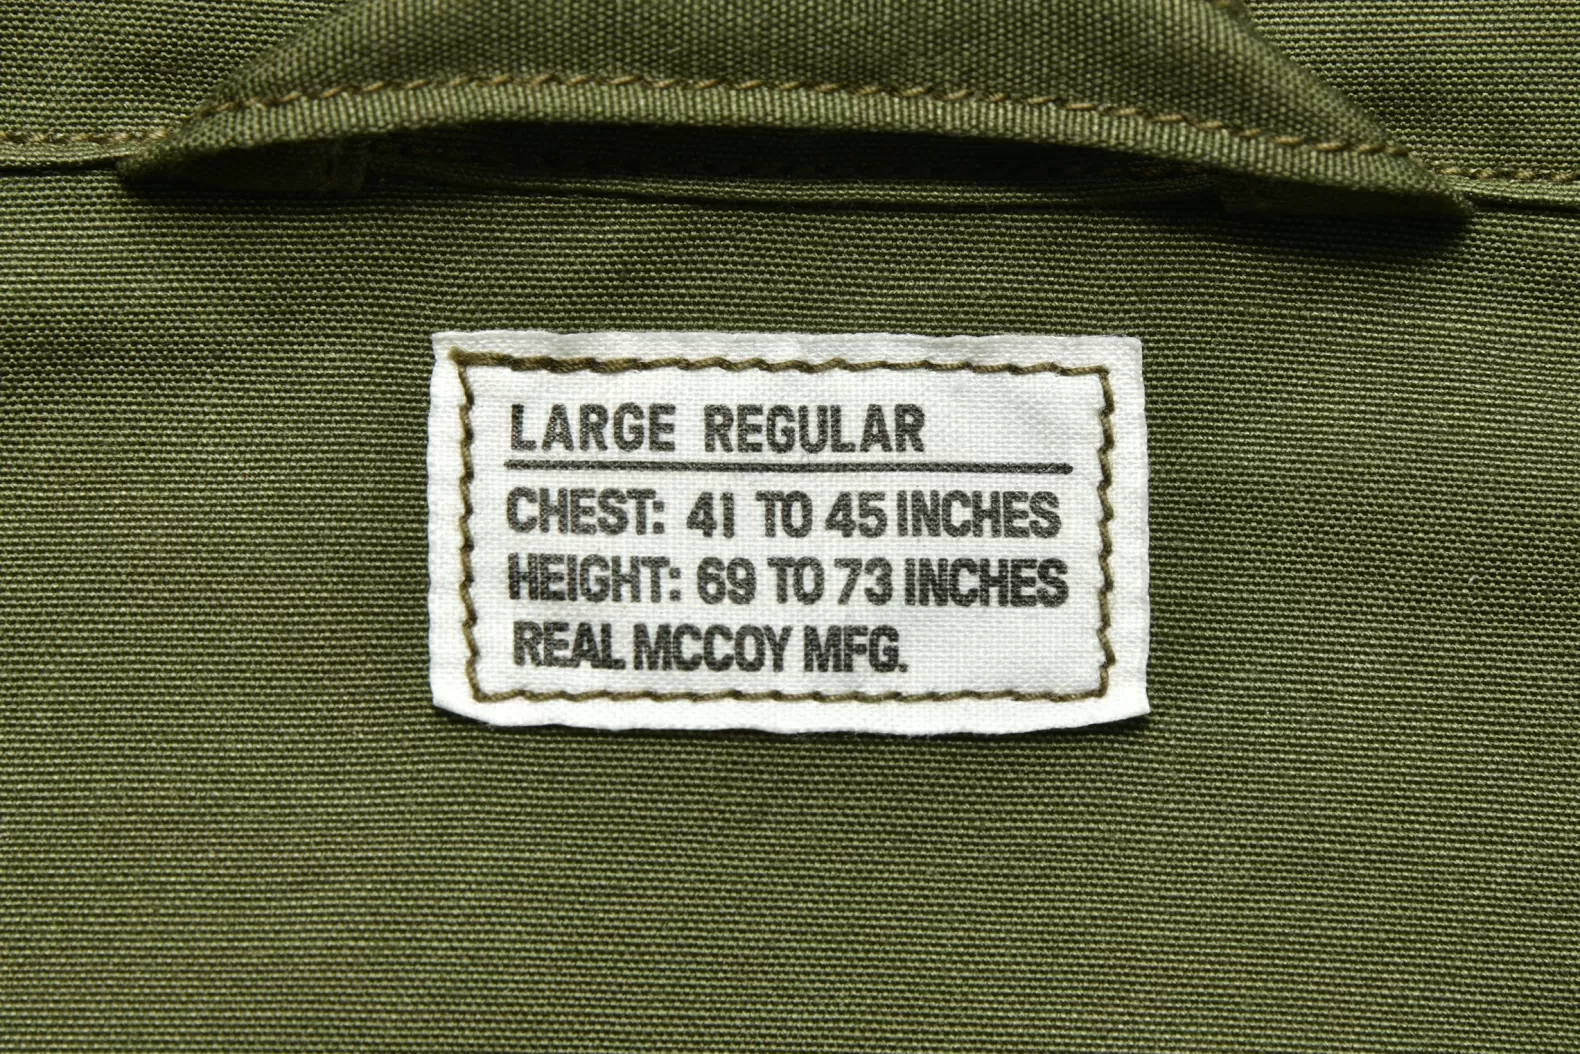 LARGE REGULAR
CHEST: 41 TO 45 INCHES
HEIGHT: 69 TO 73 INCHES
REAL MCCOY MFG.